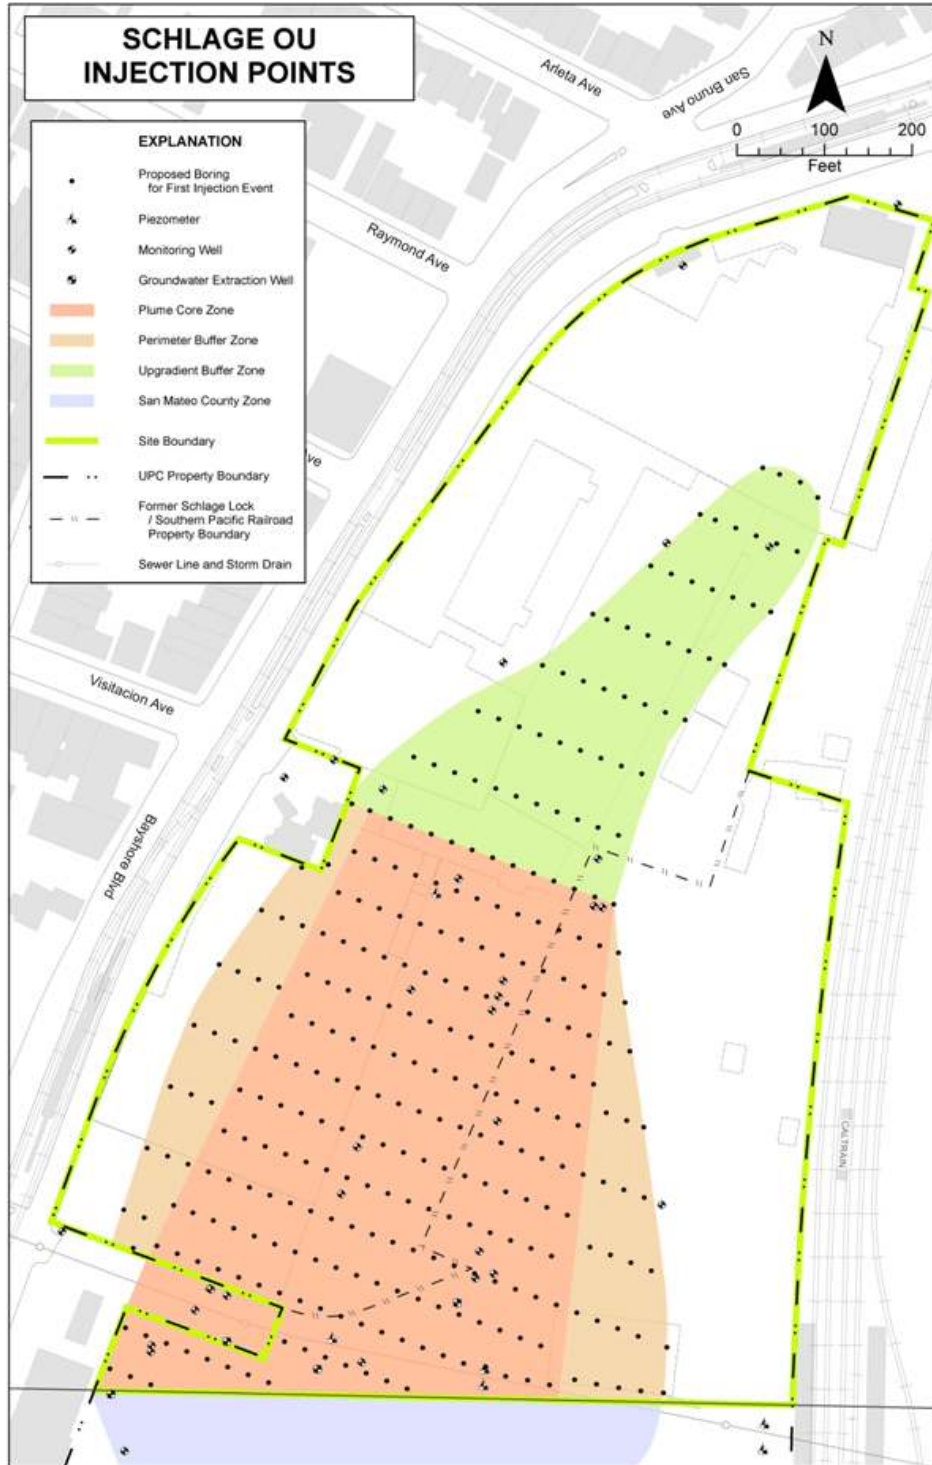 SCHLAGE OU
INJECTION POINTS
N
0 100 200
Feet
Arleta Ave
San Bruno Ave
Raymond Ave
EXPLANATION
Proposed Boring
for First Injection Event
Piezometer
Monitoring Well
Groundwater Extraction Well
Plume Core Zone
Perimeter Buffer Zone
Upgradient Buffer Zone
San Mateo County Zone
Site Boundary
UPC Property Boundary
Former Schlage Lock
/ Southern Pacific Railroad
Property Boundary
Sewer Line and Storm Drain
Ave
Visitacion Ave
Bayshore Blvd
CALTRAIN